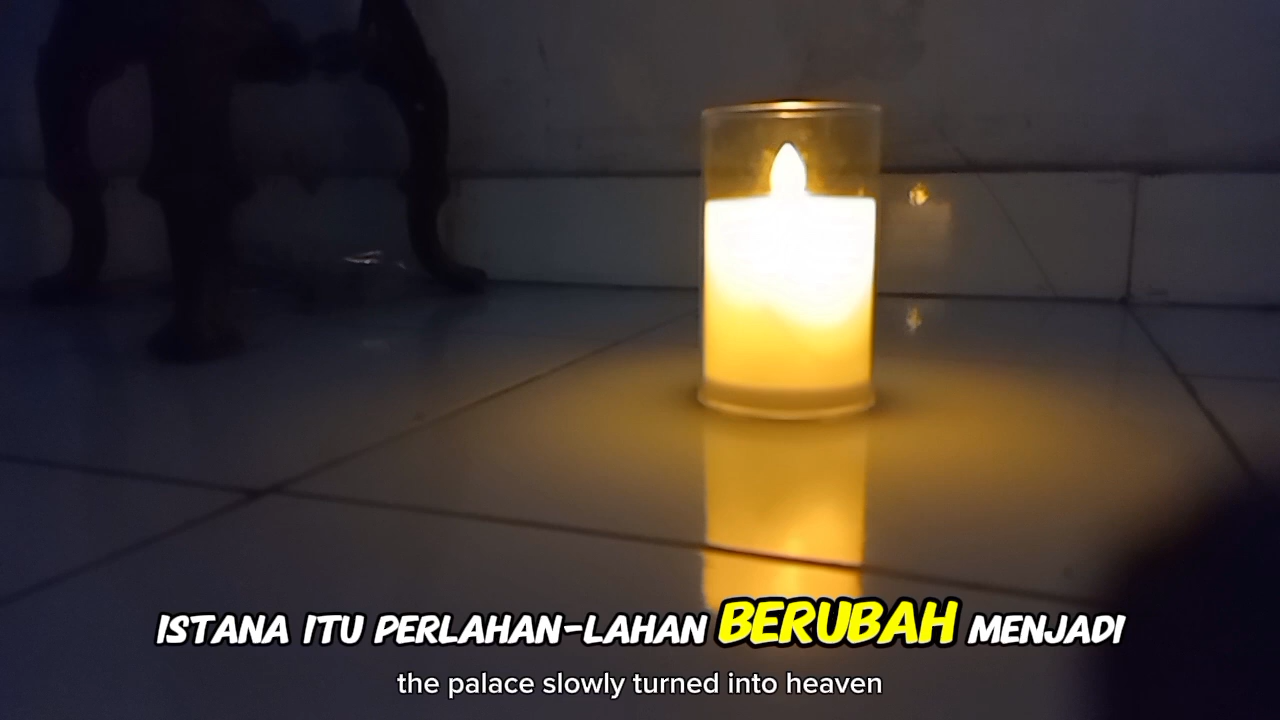 ISTANA ITU PERLAHAN-LAHAN BERUBAH MENJADI
the palace slowly turned into heaven